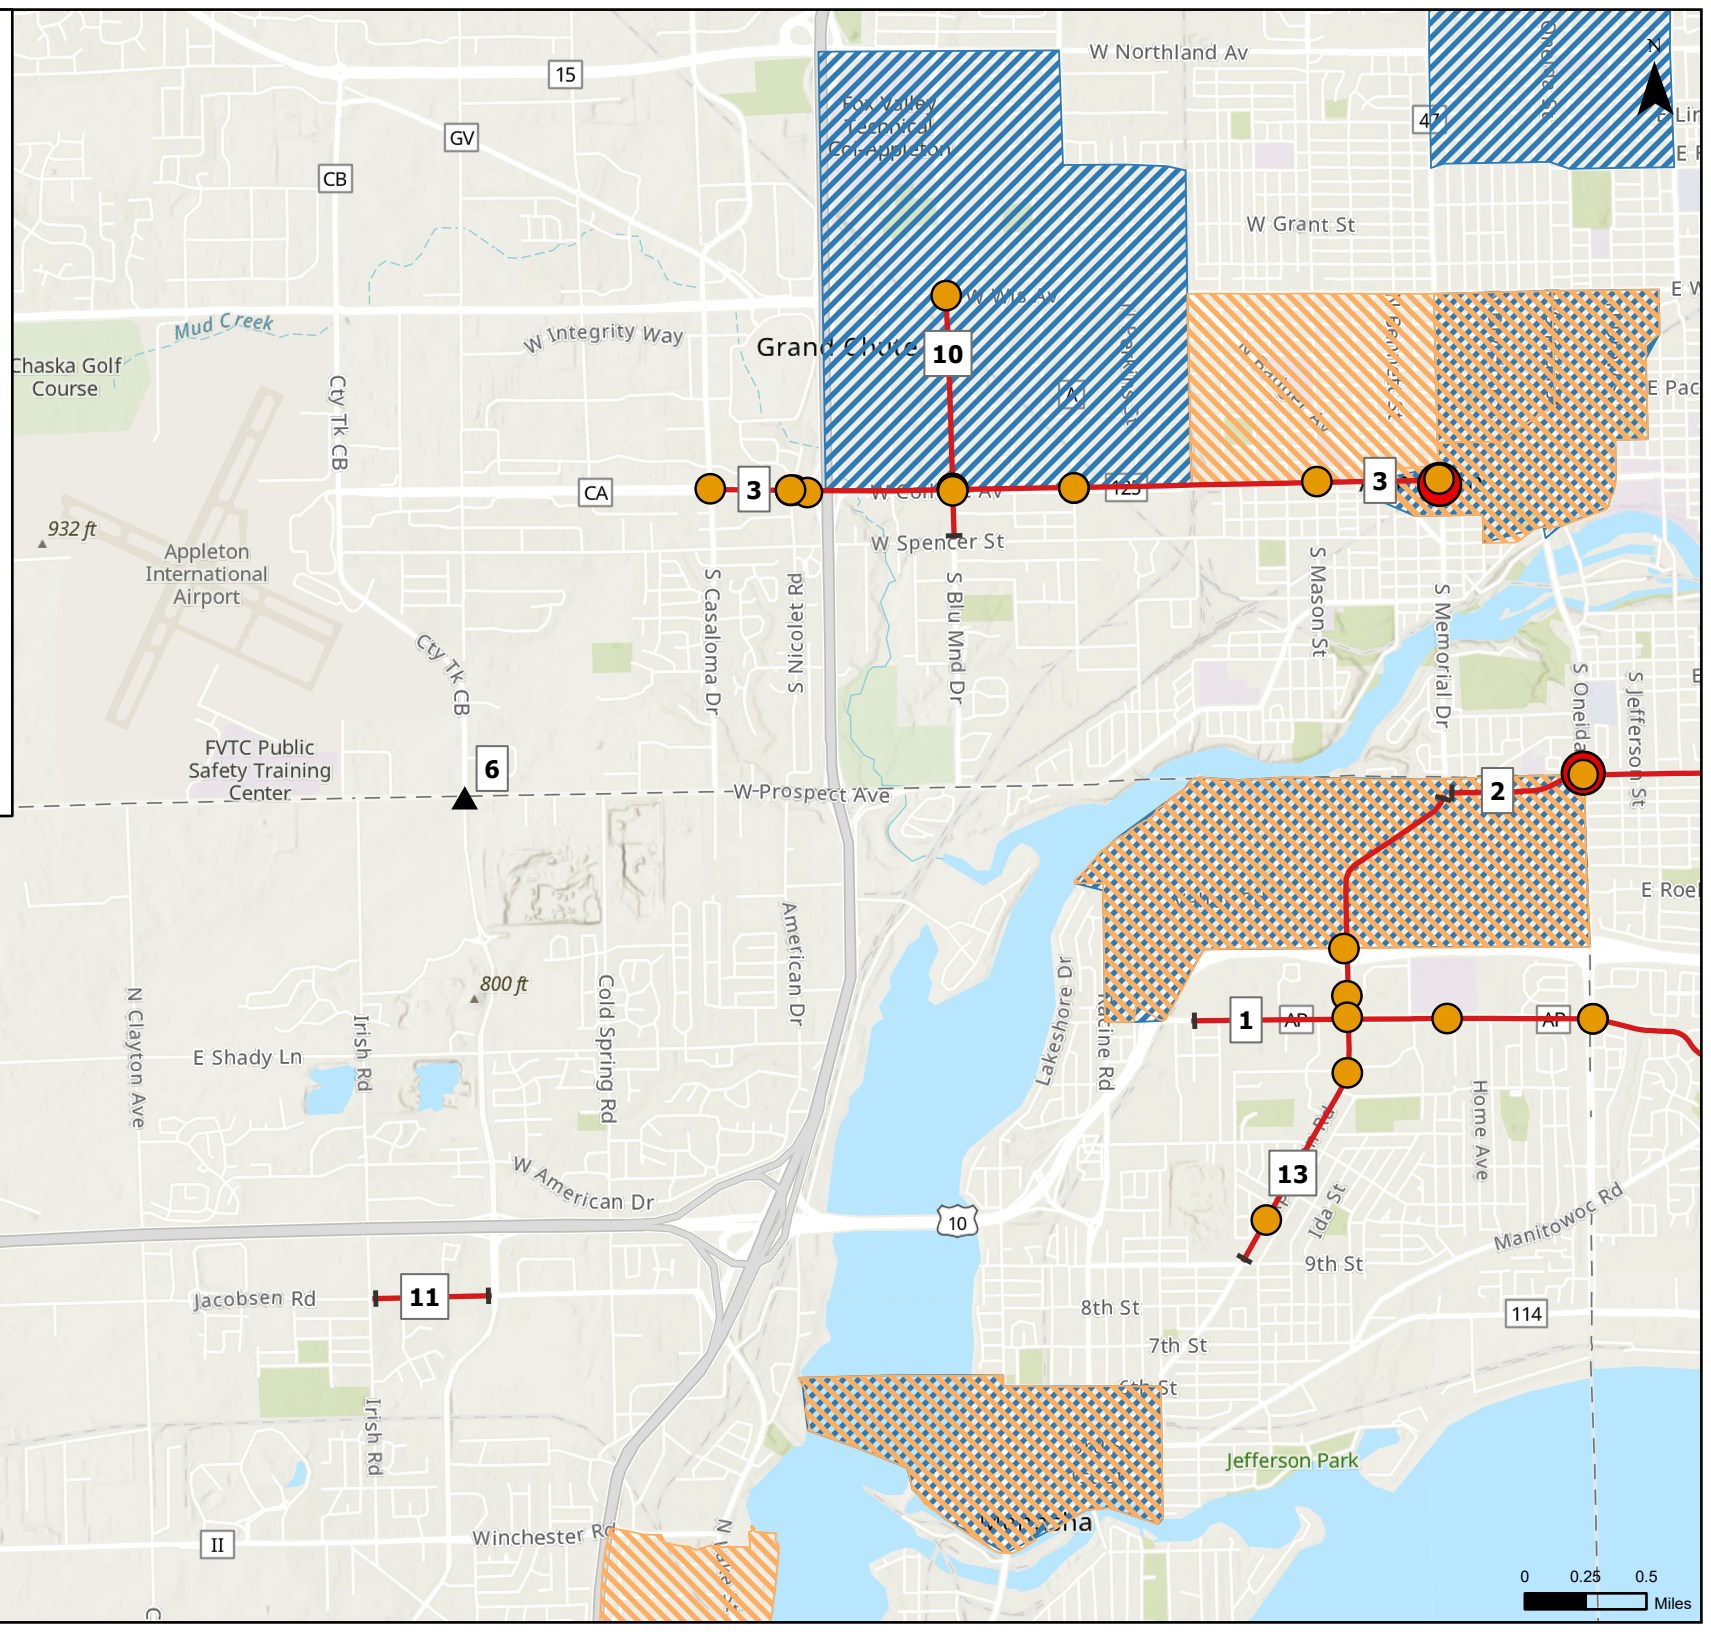 W Northland Av
15
N
Fox Valley
Technical
Col-Appleton
47
GV
CB
W Grant St
Mud Creek
W Wis Av
W Integrity Way
Grand Chute
10
Chaska Golf
Course
A
E Pac
Cty Tk CB
3
CA
W College Av
125
3
932 ft
W Spencer St
Appleton
International
Airport
S Casaloma Dr
S Nicolet Rd
S Blu Mnd Dr
S Mason St
S Memorial Dr
Cty Tk CB
S Oneida
S Jefferson St
FVTC Public
Safety Training
Center
6
W Prospect Ave
2
E Roe
American Dr
800 ft
N Clayton Ave
Irish Rd
Cold Spring Rd
Lakeshore Dr
Racine Rd
1
AP
AP
E Shady Ln
Home Ave
W American Dr
13
Ida St
Manitowoc Rd
10
9th St
Jacobsen Rd
11
8th St
114
7th St
6th St
Irish Rd
Jefferson Park
Winchester Rd
II
Menasha
0 0.25 0.5
Miles